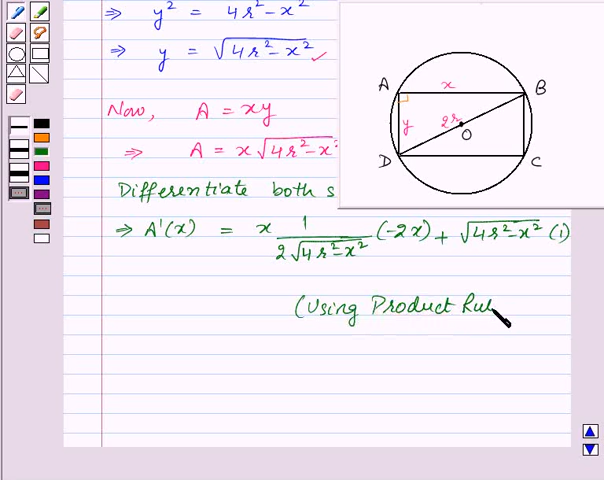 ⇒ y² = 4r² - x²
⇒ y = √4r²-x² ✓
Now, A = xy
⇒ A = x√4r²-x²
Differentiate both s
⇒ A'(x) = x 1/2√4r²-x² (-2x) + √4r²-x² (1)
(Using Product Rul
A x B
y 2r O
D C